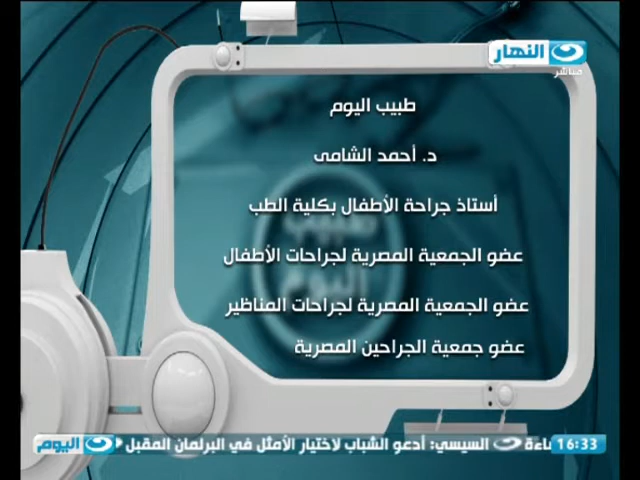 النهار
مباشر
طبيب اليوم
د. أحمد الشامى
أستاذ جراحة الأطفال بكلية الطب
عضو الجمعية المصرية لجراحات الأطفال
عضو الجمعية المصرية لجراحات المناظير
عضو جمعية الجراحين المصرية
16:33 السيسي: أدعو الشباب لاختيار الأمثل في البرلمان المقبل اليوم